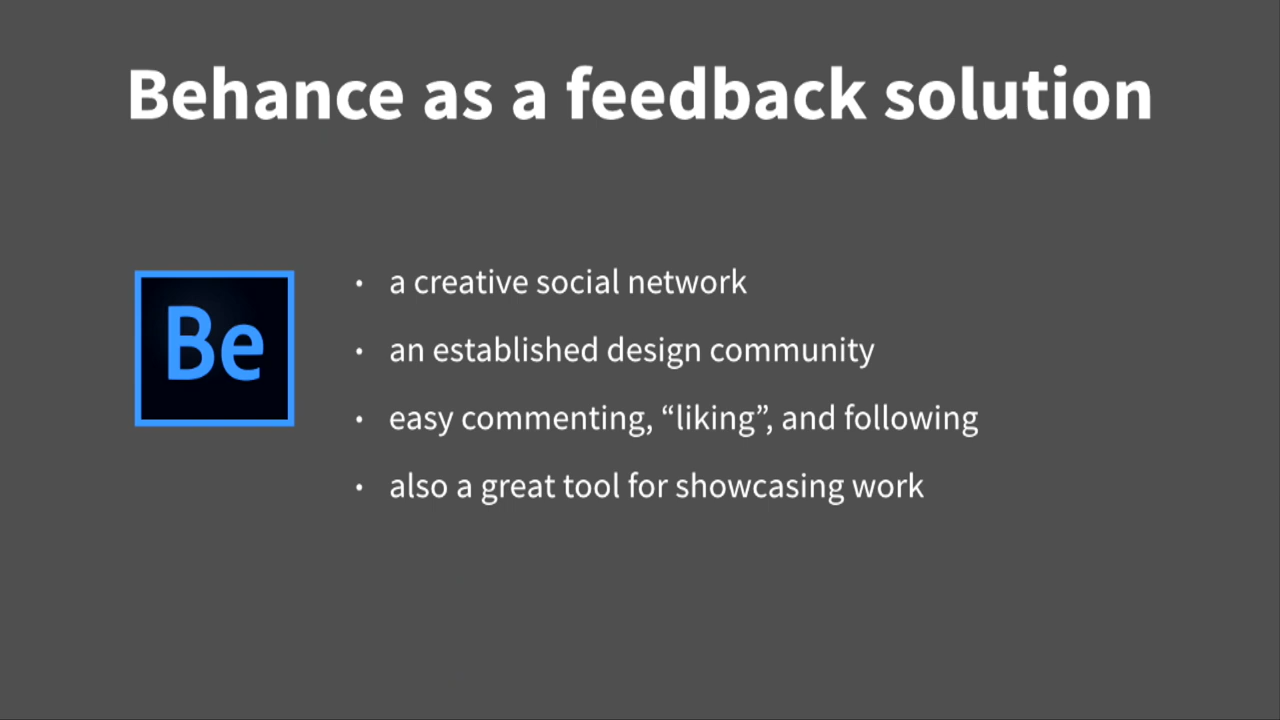 Behance as a feedback solution
Be
• a creative social network
• an established design community
• easy commenting, “liking”, and following
• also a great tool for showcasing work